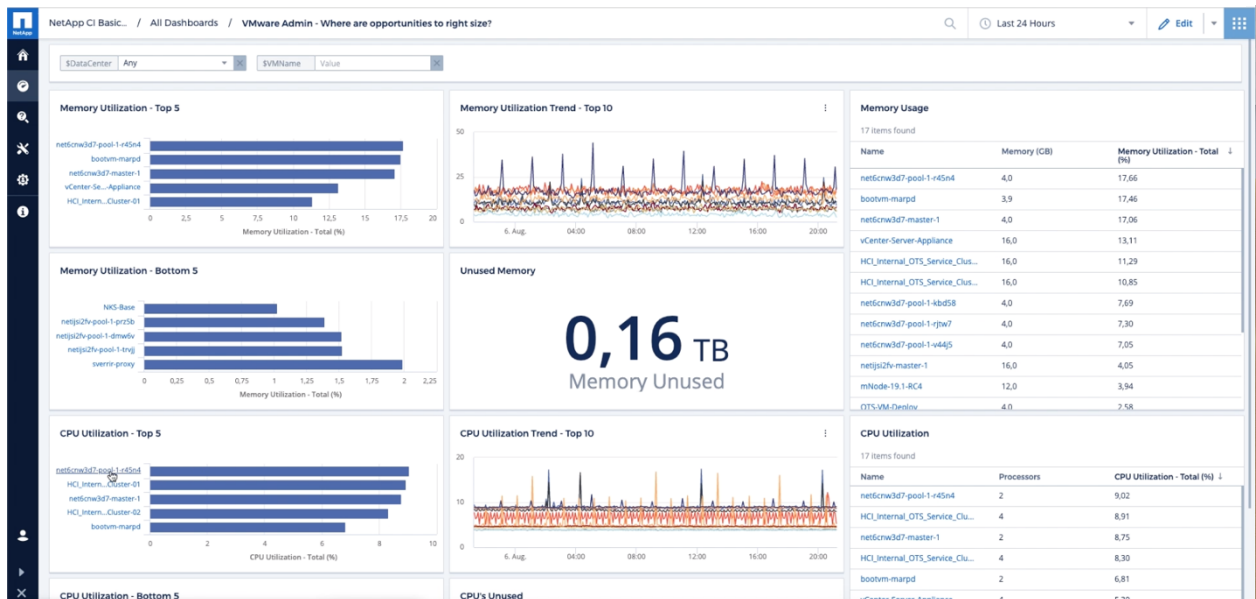 NetApp
NetApp CI Basic... / All Dashboards / VMware Admin - Where are opportunities to right size?
Last 24 Hours
Edit
$DataCenter Any
$VMName Value
Memory Utilization - Top 5
net6cnw3d7-pool-1-r45n4
bootvm-marpd
net6cnw3d7-master-1
vCenter-Se...-Appliance
HCI_Intern...Cluster-01
0 2,5 5 7,5 10 12,5 15 17,5 20
Memory Utilization - Total (%)
Memory Utilization Trend - Top 10
50
25
0
6. Aug. 04:00 08:00 12:00 16:00 20:00
Memory Usage
17 items found
Name Memory (GB) Memory Utilization - Total ↓
(%)
net6cnw3d7-pool-1-r45n4 4,0 17,66
bootvm-marpd 3,9 17,46
net6cnw3d7-master-1 4,0 17,06
vCenter-Server-Appliance 16,0 13,11
HCI_Internal_OTS_Service_Clus... 16,0 11,29
HCI_Internal_OTS_Service_Clus... 16,0 10,85
net6cnw3d7-pool-1-kbd58 4,0 7,69
net6cnw3d7-pool-1-rjtw7 4,0 7,30
net6cnw3d7-pool-1-v44j5 4,0 7,05
netijsi2fv-master-1 16,0 4,05
mNode-19.1-RC4 12,0 3,94
OTS-VM-Deploy 4,0 2,58
Memory Utilization - Bottom 5
NKS-Base
netijsi2fv-pool-1-prz5b
netijsi2fv-pool-1-dmw6v
netijsi2fv-pool-1-trvjj
sverrir-proxy
0 0,25 0,5 0,75 1 1,25 1,5 1,75 2 2,25
Memory Utilization - Total (%)
Unused Memory
0,16 TB
Memory Unused
CPU Utilization - Top 5
net6cnw3d7-pool-1-r45n4
HCI_Intern...Cluster-01
net6cnw3d7-master-1
HCI_Intern...Cluster-02
bootvm-marpd
0 2 4 6 8 10
CPU Utilization - Total (%)
CPU Utilization Trend - Top 10
20
10
0
6. Aug. 04:00 08:00 12:00 16:00 20:00
CPU Utilization
17 items found
Name Processors CPU Utilization - Total (%) ↓
net6cnw3d7-pool-1-r45n4 2 9,02
HCI_Internal_OTS_Service_Clu... 4 8,91
net6cnw3d7-master-1 2 8,75
HCI_Internal_OTS_Service_Clu... 4 8,30
bootvm-marpd 2 6,81
CPU Utilization - Bottom 5
CPU's Unused